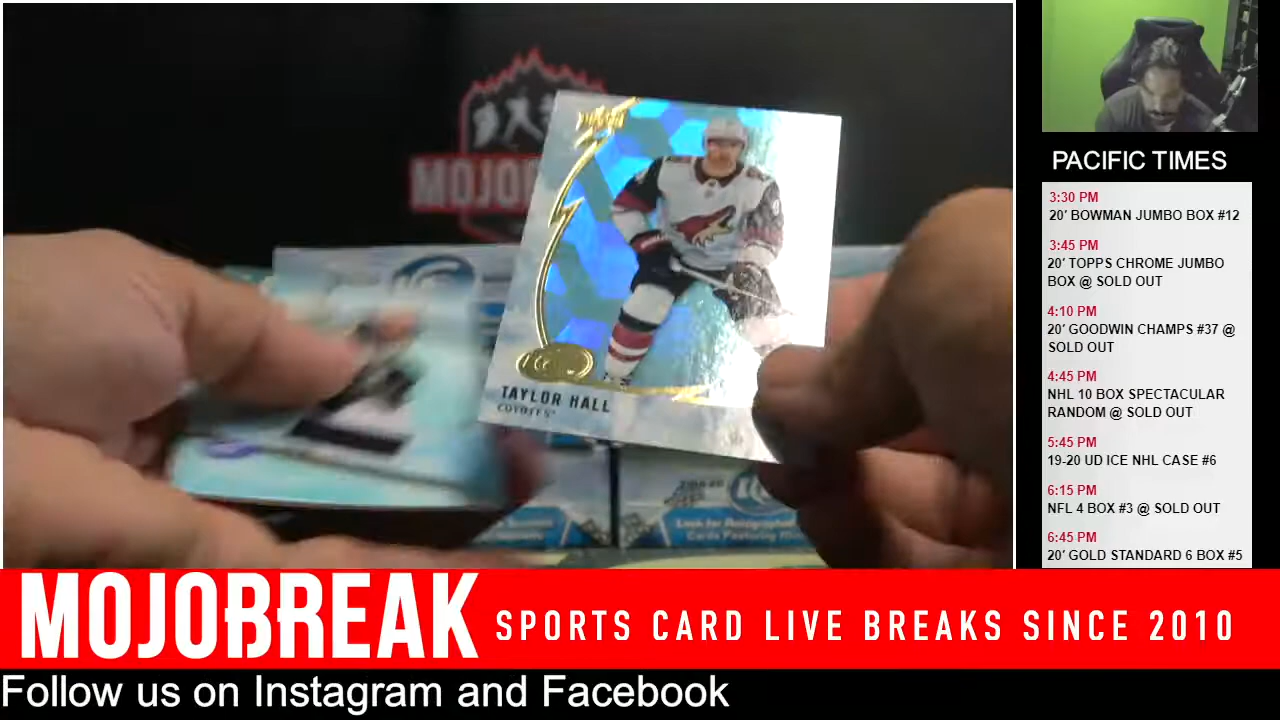 MOJO
TAYLOR HALL
COYOTES
PACIFIC TIMES
3:30 PM
20' BOWMAN JUMBO BOX #12
3:45 PM
20' TOPPS CHROME JUMBO
BOX @ SOLD OUT
4:10 PM
20' GOODWIN CHAMPS #37 @
SOLD OUT
4:45 PM
NHL 10 BOX SPECTACULAR
RANDOM @ SOLD OUT
5:45 PM
19-20 UD ICE NHL CASE #6
6:15 PM
NFL 4 BOX #3 @ SOLD OUT
6:45 PM
20' GOLD STANDARD 6 BOX #5
MOJOBREAK SPORTS CARD LIVE BREAKS SINCE 2010
Follow us on Instagram and Facebook